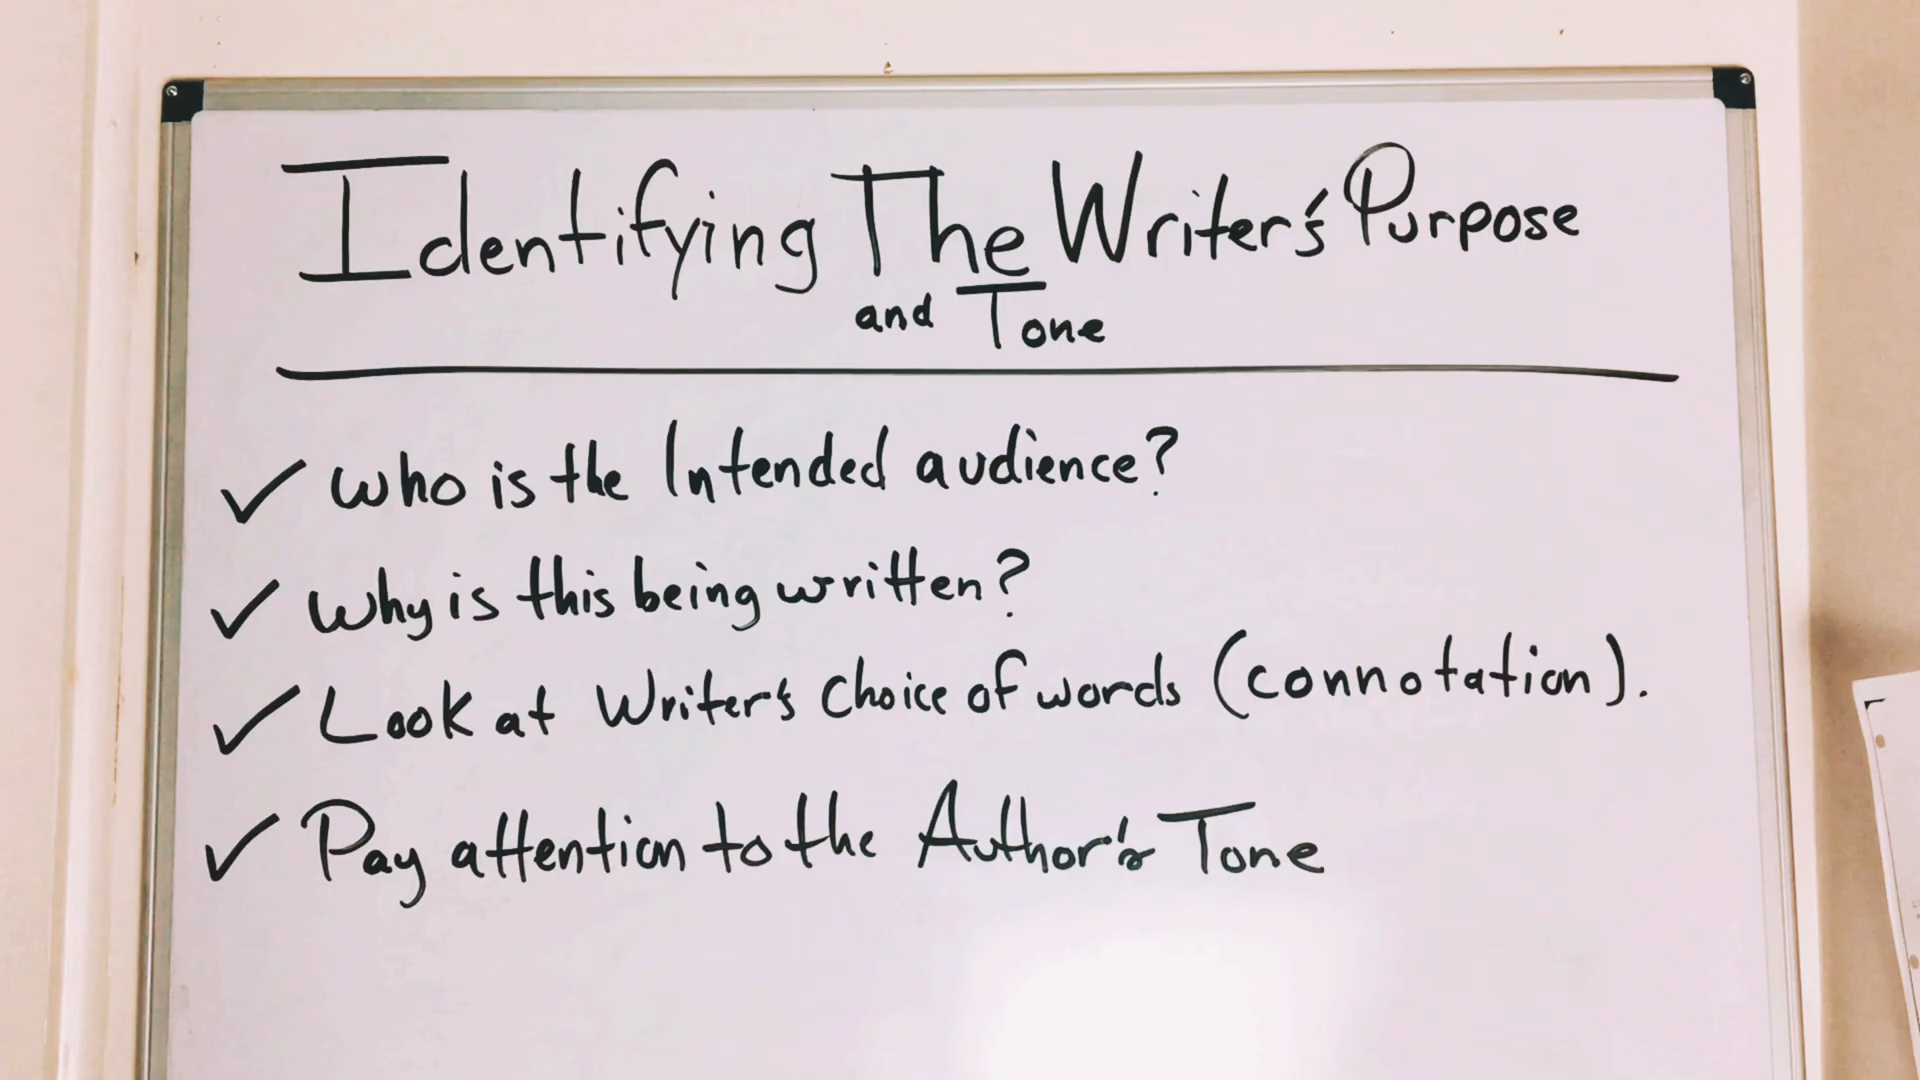 Identifying The Writer's Purpose
and Tone
✓ Who is the Intended audience?
✓ Why is this being written?
✓ Look at Writer's Choice of words (connotation).
✓ Pay attention to the Author's Tone